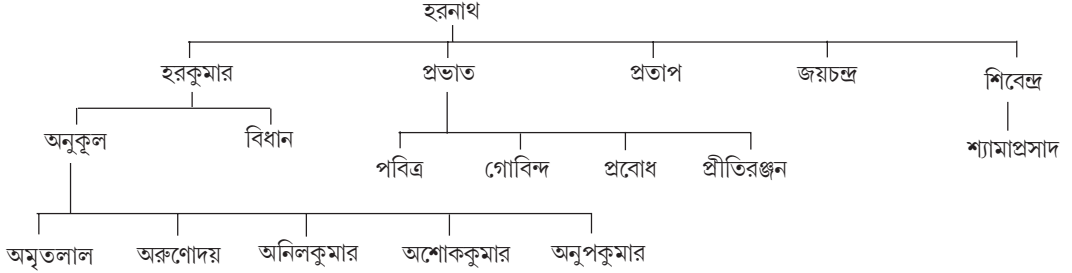 হরনাথ
হরকুমার প্রভাত প্রতাপ জয়চন্দ্র শিবেন্দ্র
অনুকূল বিধান
পবিত্র গোবিন্দ প্রবোধ প্রীতিরঞ্জন শ্যামাপ্রসাদ
অমৃতলাল অরুণোদয় অনিলকুমার অশোককুমার অনুপকুমার